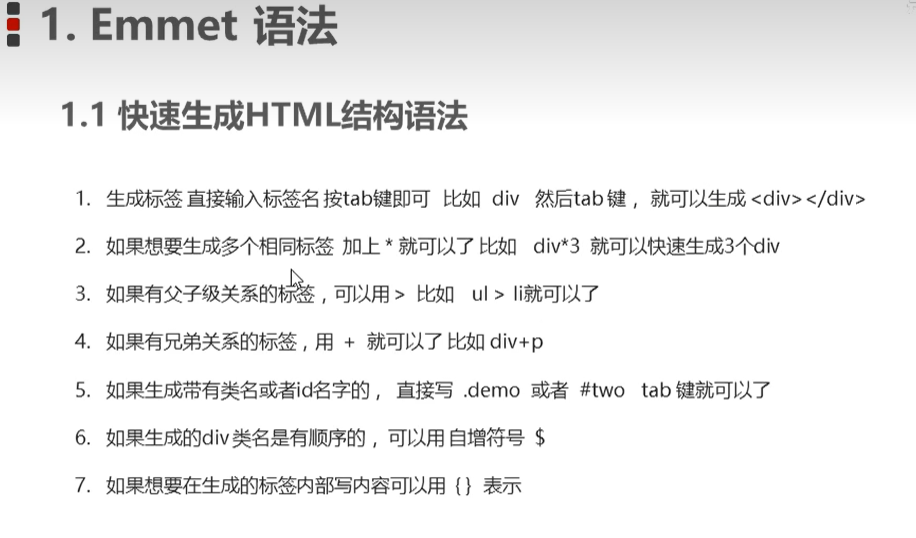 1. Emmet 语法
1.1 快速生成HTML结构语法
1. 生成标签 直接输入标签名 按tab键即可 比如 div 然后tab 键， 就可以生成 <div></div>
2. 如果想要生成多个相同标签 加上 * 就可以了 比如 div*3 就可以快速生成3个div
3. 如果有父子级关系的标签，可以用 > 比如 ul > li就可以了
4. 如果有兄弟关系的标签，用 + 就可以了 比如 div+p
5. 如果生成带有类名或者id名字的， 直接写 .demo 或者 #two tab 键就可以了
6. 如果生成的div 类名是有顺序的， 可以用 自增符号 $
7. 如果想要在生成的标签内部写内容可以用 { } 表示